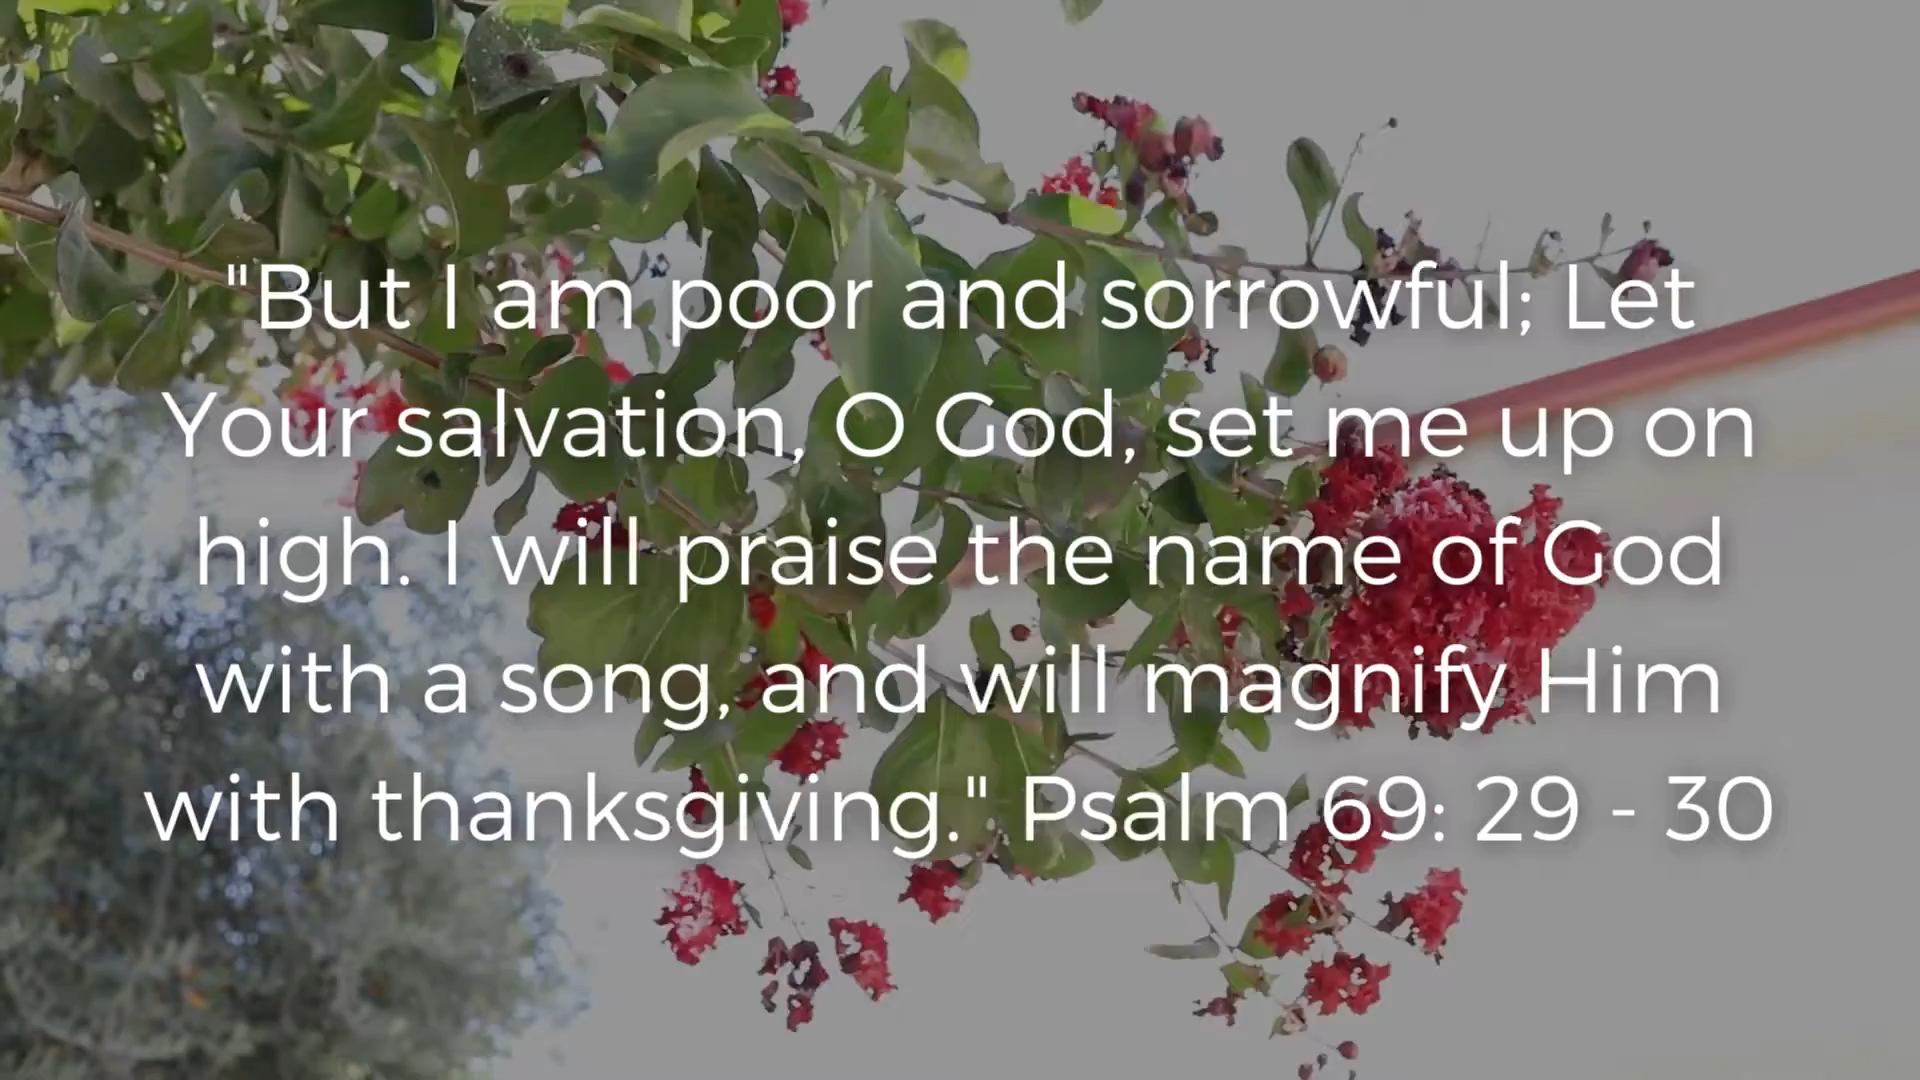 "But I am poor and sorrowful; Let
Your salvation, O God, set me up on
high. I will praise the name of God
with a song, and will magnify Him
with thanksgiving." Psalm 69: 29 - 30